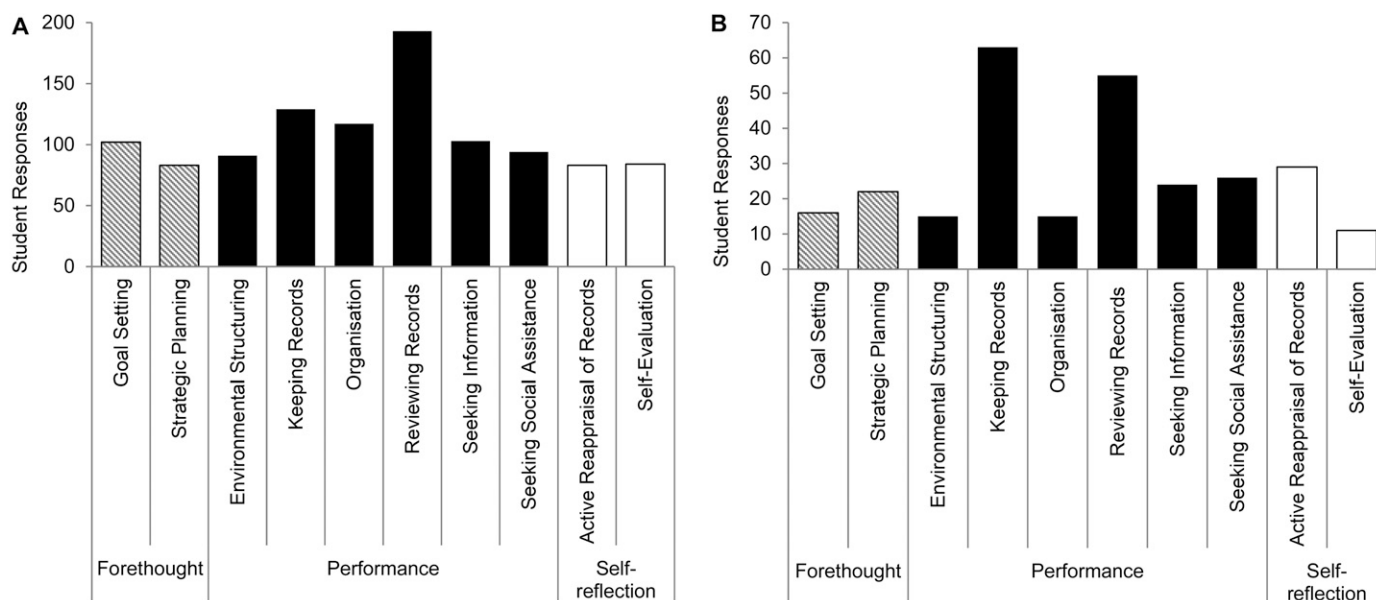 A
200
150
100
50
0
Student Responses
Goal Setting
Strategic Planning
Environmental Structuring
Keeping Records
Organisation
Reviewing Records
Seeking Information
Seeking Social Assistance
Active Reappraisal of Records
Self-Evaluation
Forethought
Performance
Self-
reflection
B
70
60
50
40
30
20
10
0
Student Responses
Goal Setting
Strategic Planning
Environmental Structuring
Keeping Records
Organisation
Reviewing Records
Seeking Information
Seeking Social Assistance
Active Reappraisal of Records
Self-Evaluation
Forethought
Performance
Self-
reflection